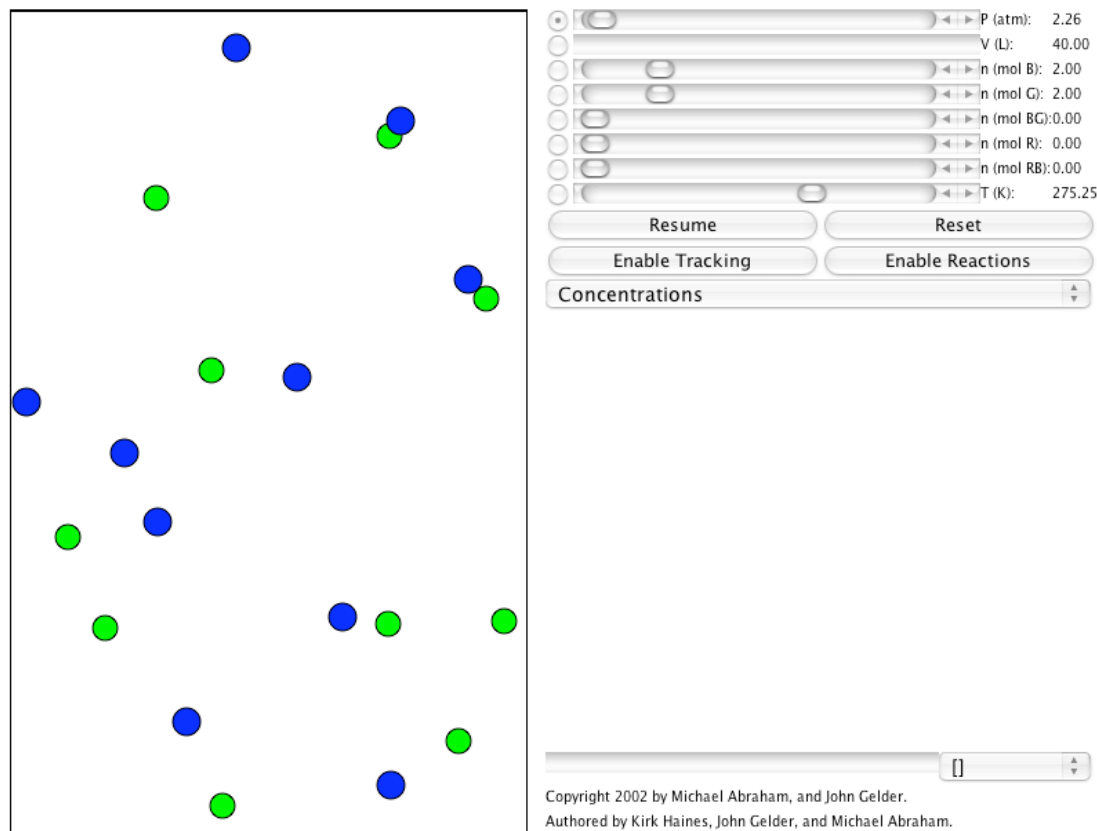 P (atm): 2.26
V (L): 40.00
n (mol B): 2.00
n (mol G): 2.00
n (mol BG): 0.00
n (mol R): 0.00
n (mol RB): 0.00
T (K): 275.25
Resume Reset
Enable Tracking Enable Reactions
Concentrations
[]
Copyright 2002 by Michael Abraham, and John Gelder.
Authored by Kirk Haines, John Gelder, and Michael Abraham.